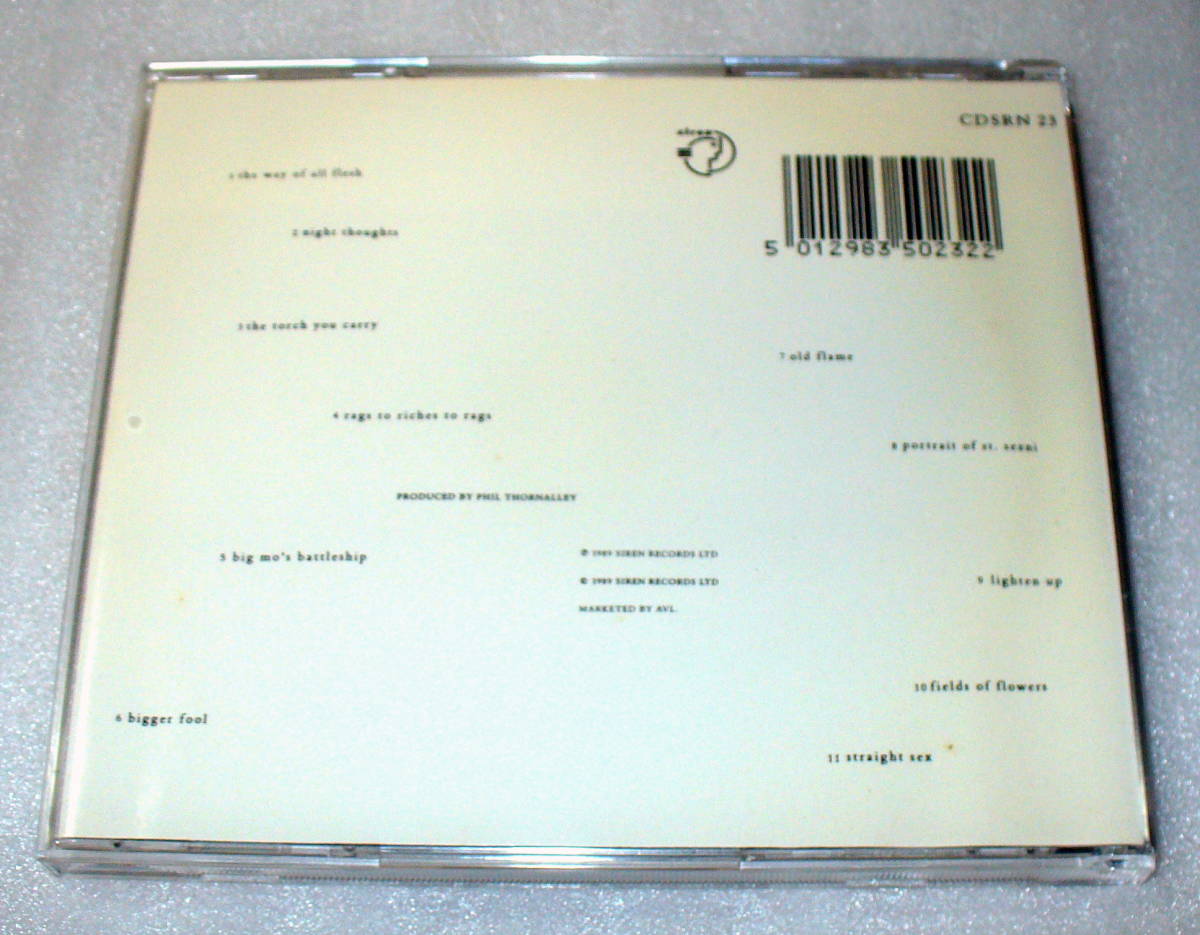 siren
CDSRN 23
5 012983 502322
1 the way of all flesh
2 night thoughts
3 the torch you carry
4 rags to riches to rags
PRODUCED BY PHIL THORNALLEY
5 big mo's battleship
6 bigger fool
℗ 1989 SIREN RECORDS LTD
© 1989 SIREN RECORDS LTD
MARKETED BY AVL.
7 old flame
8 portrait of st. sexni
9 lighten up
10 fields of flowers
11 straight sex